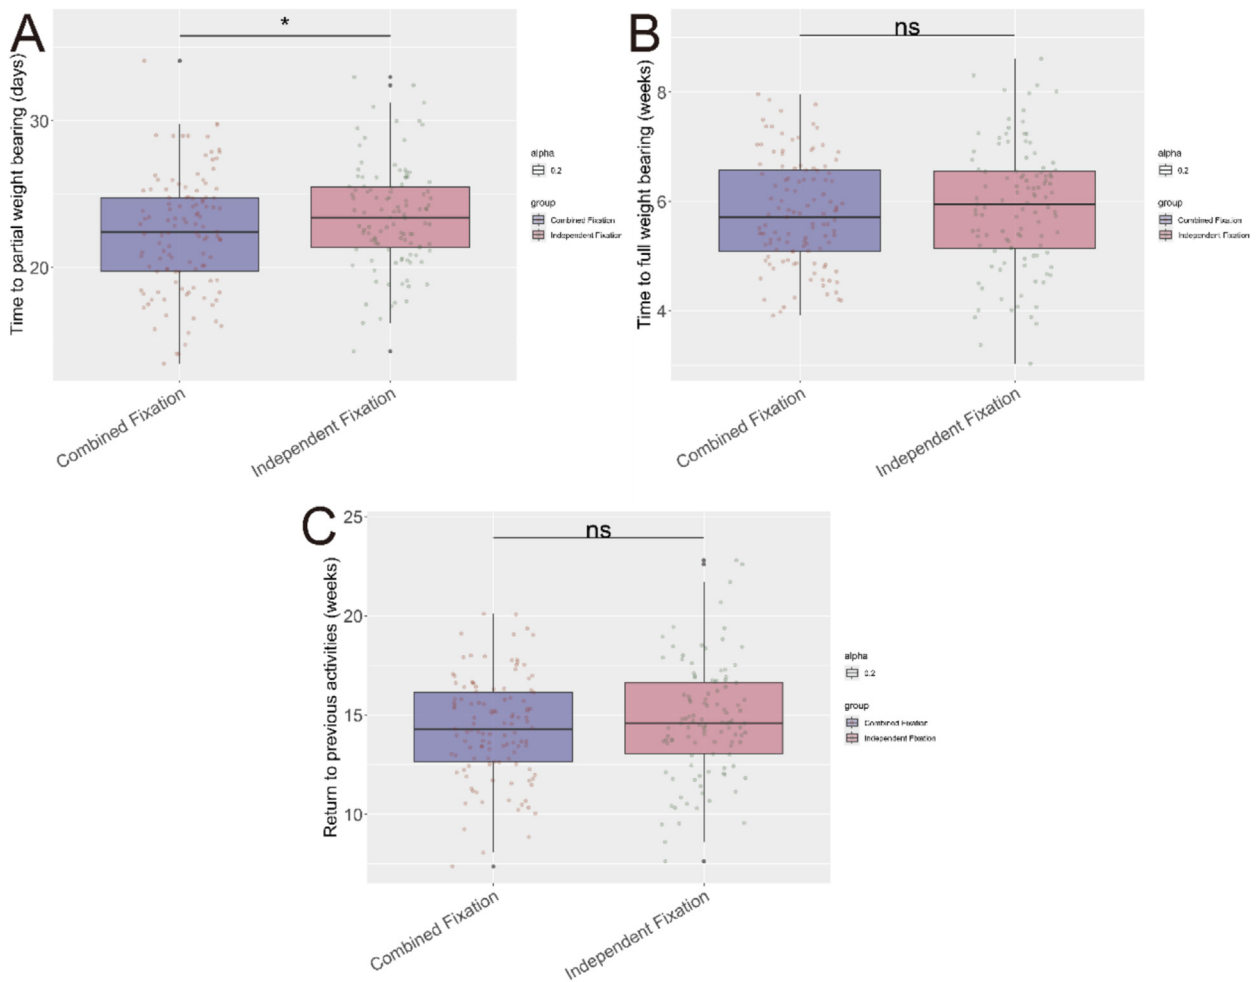 A
Time to partial weight bearing (days)
*
30
20
alpha
0.2
group
Combined Fixation
Independent Fixation
Combined Fixation
Independent Fixation
B
Time to full weight bearing (weeks)
ns
8
6
4
alpha
0.2
group
Combined Fixation
Independent Fixation
Combined Fixation
Independent Fixation
C
Return to previous activities (weeks)
ns
25
20
15
10
alpha
0.2
group
Combined Fixation
Independent Fixation
Combined Fixation
Independent Fixation